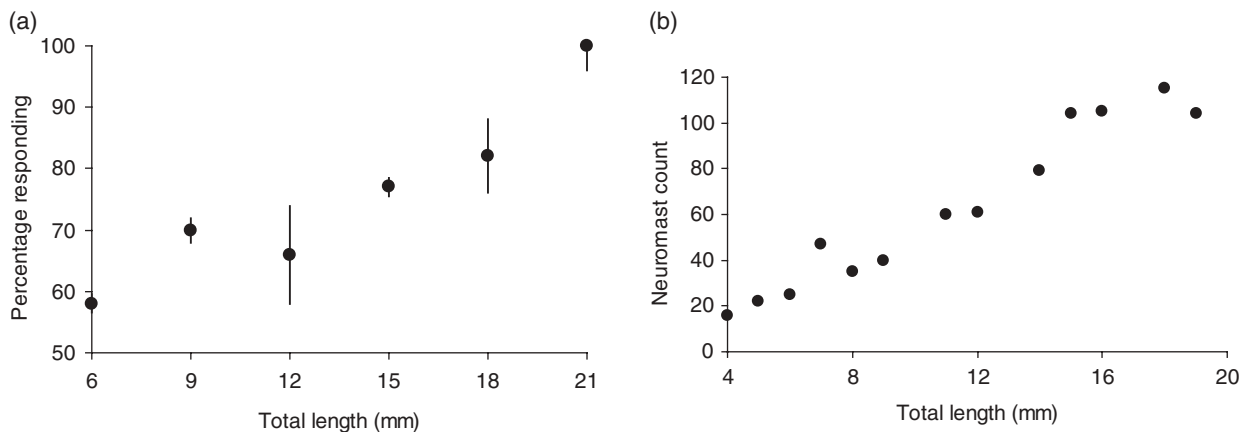 (a)
100
90
80
70
60
50
Percentage responding
6 9 12 15 18 21
Total length (mm)
(b)
120
100
80
60
40
20
0
Neuromast count
4 8 12 16 20
Total length (mm)